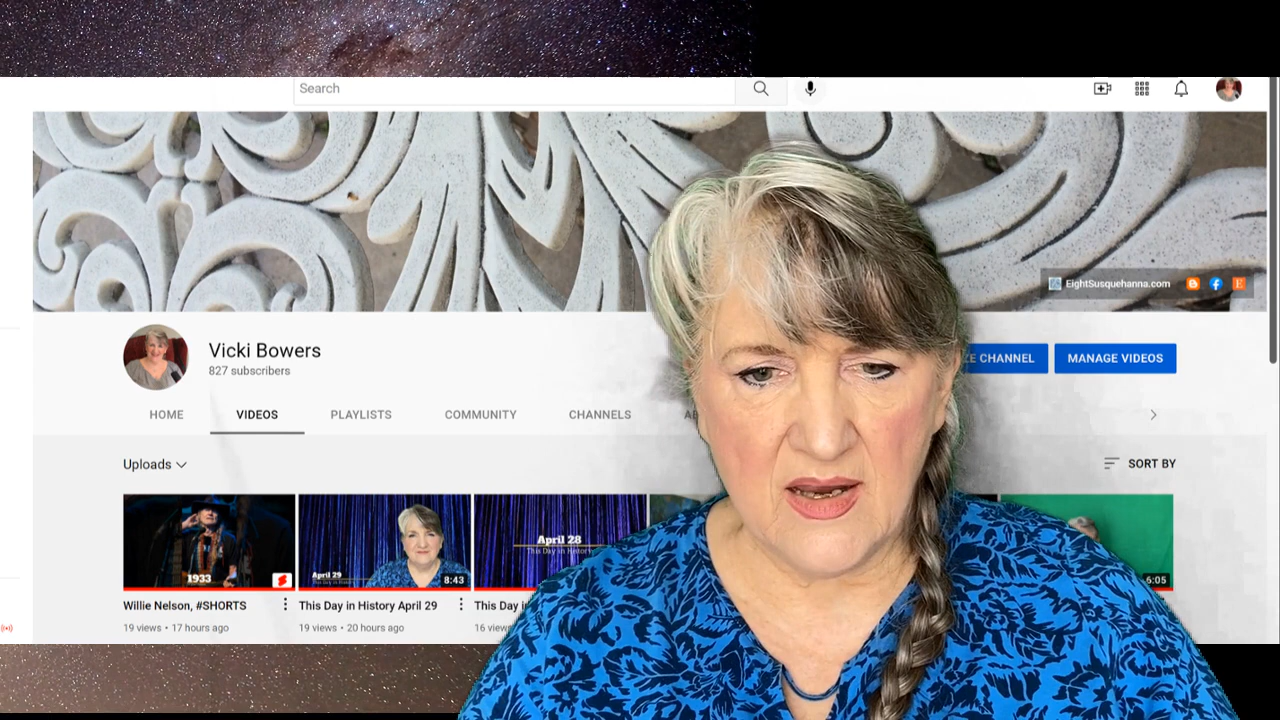 Search
EightSusquehanna.com
Vicki Bowers
827 subscribers
CHANNEL
MANAGE VIDEOS
HOME
VIDEOS
PLAYLISTS
COMMUNITY
CHANNELS
Uploads
SORT BY
1933
April 29
This Day in History
8:43
April 28
This Day in History
6:05
Willie Nelson, #SHORTS
19 views • 17 hours ago
This Day in History April 29
19 views • 20 hours ago
This Day
16 views